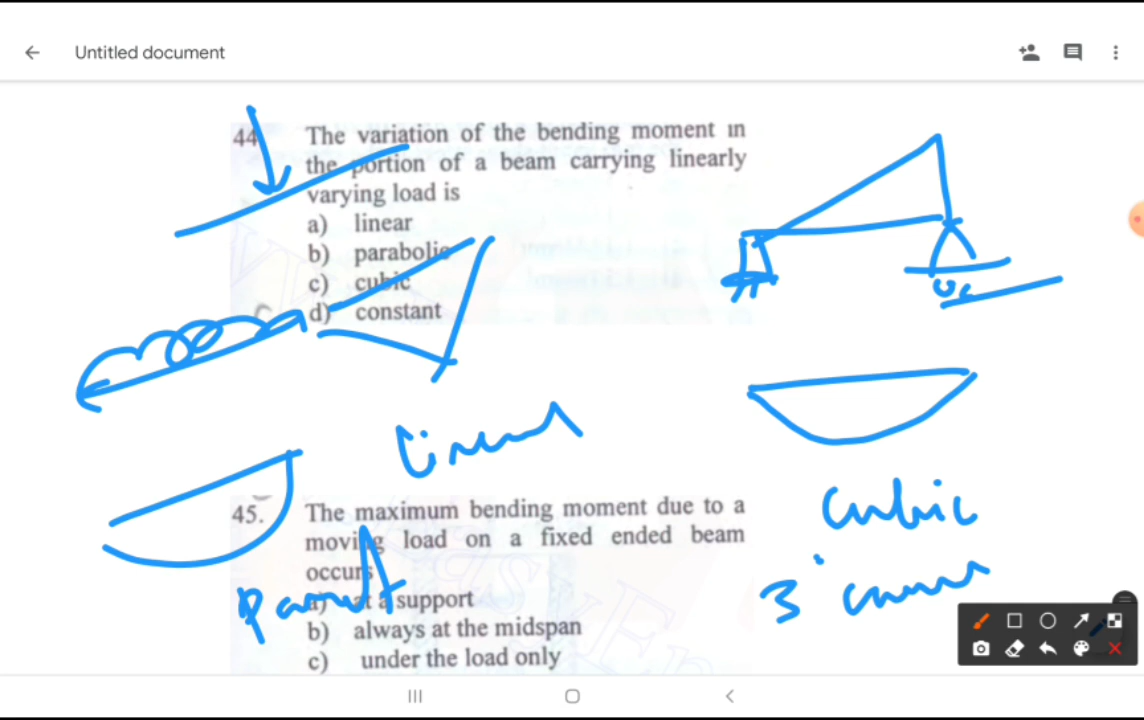 Untitled document
44
The variation of the bending moment in
the portion of a beam carrying linearly
varying load is
a) linear
b) parabolic
c) cubic
d) constant
Linear
45. The maximum bending moment due to a
moving load on a fixed ended beam
occurs
a) at a support
b) always at the midspan
c) under the load only
cubic
3°